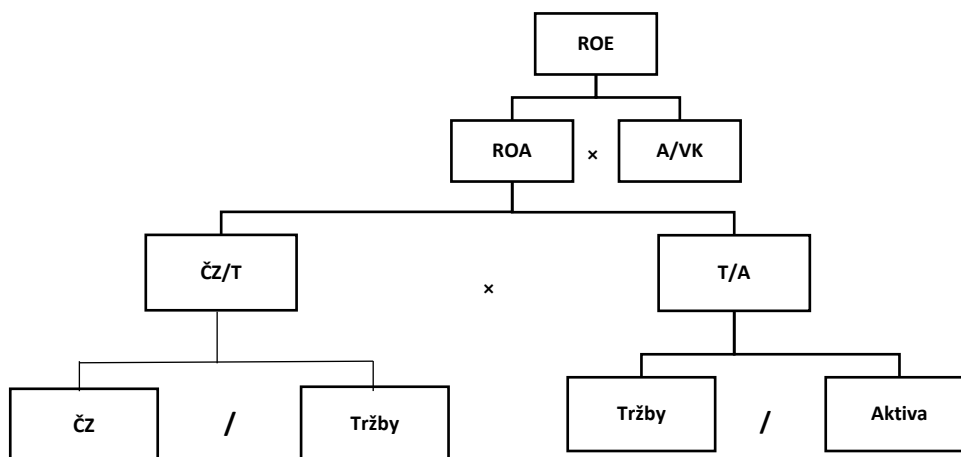 ROE
ROA × A/VK
ČZ/T × T/A
ČZ / Tržby Tržby / Aktiva